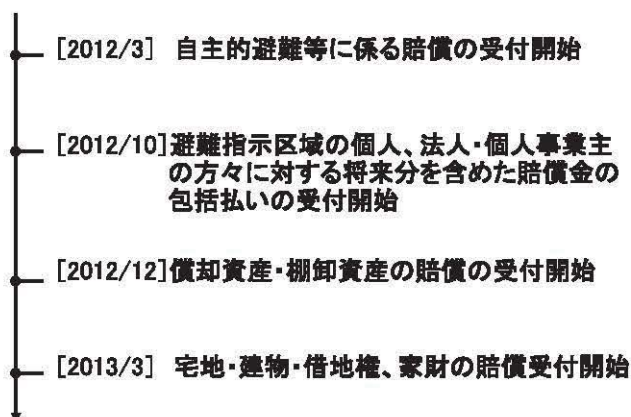 [2012/3] 自主的避難等に係る賠償の受付開始
[2012/10]避難指示区域の個人、法人・個人事業主
の方々に対する将来分を含めた賠償金の
包括払いの受付開始
[2012/12]償却資産・棚卸資産の賠償の受付開始
[2013/3] 宅地・建物・借地権、家財の賠償受付開始